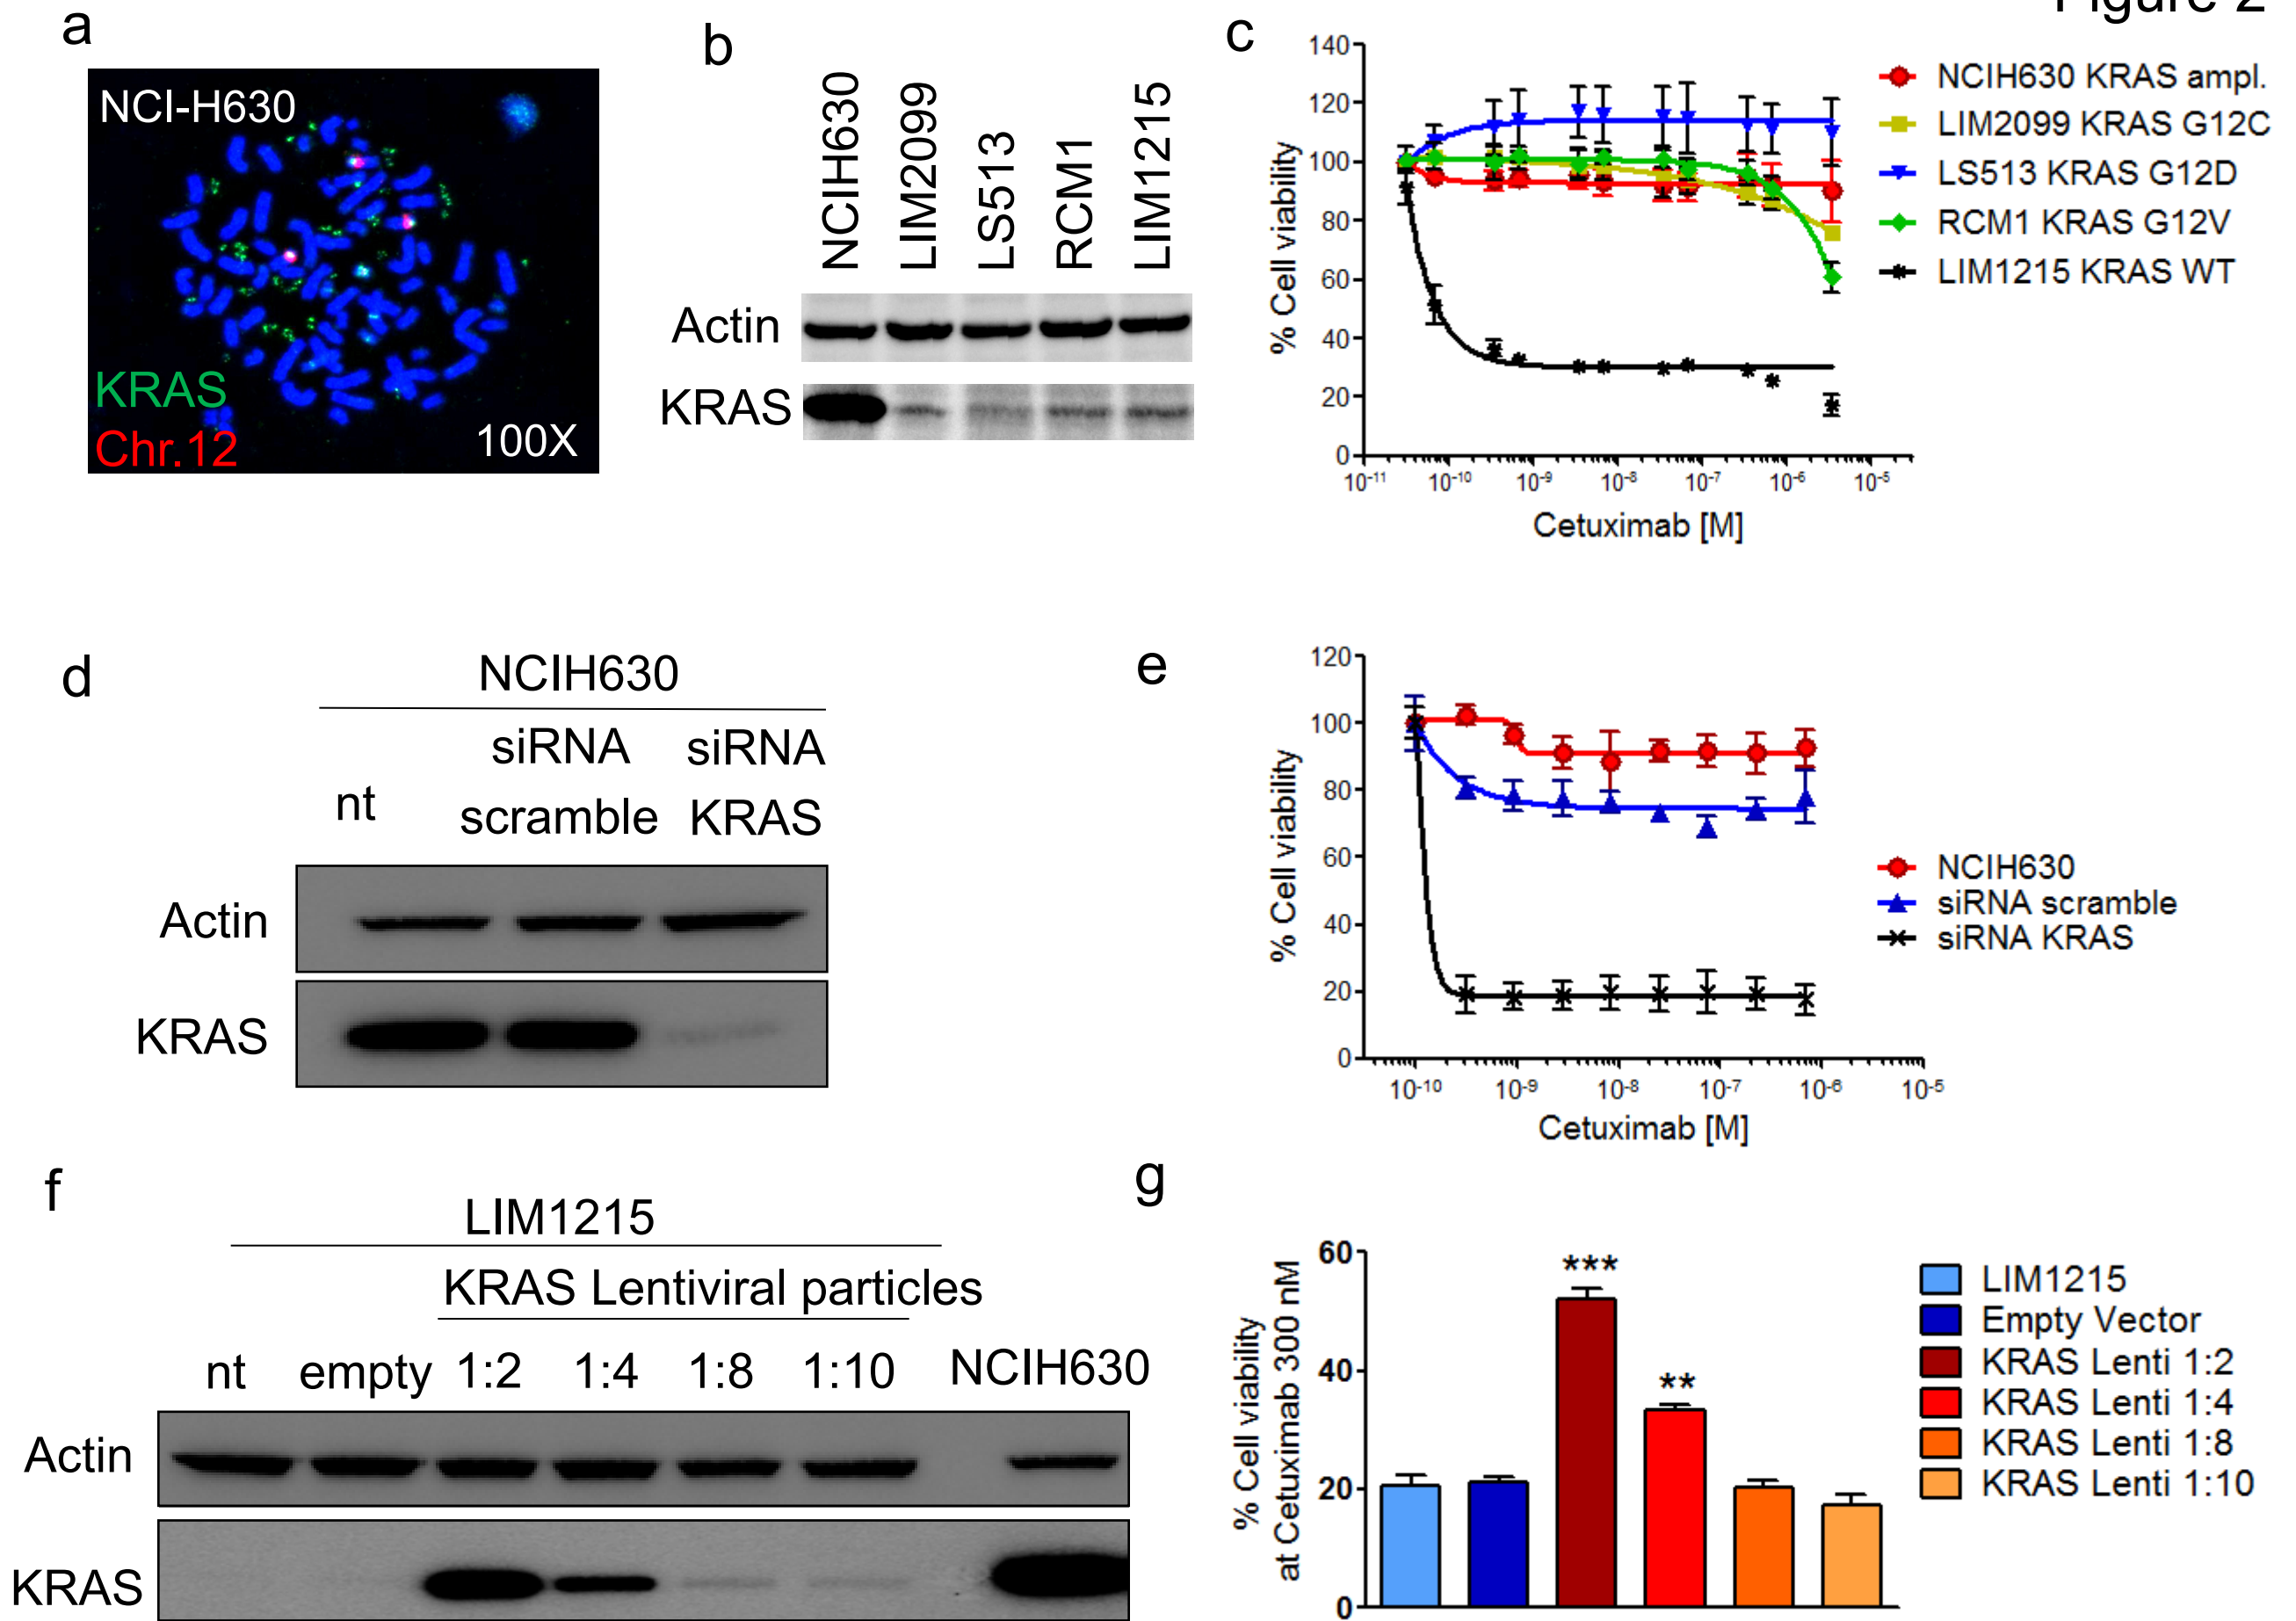 Figure 2
a
NCI-H630
KRAS
Chr.12
100X
b
NCIH630
LIM2099
LS513
RCM1
LIM1215
Actin
KRAS
c
% Cell viability
140
120
100
80
60
40
20
0
10-11
10-10
10-9
10-8
10-7
10-6
10-5
Cetuximab [M]
NCIH630 KRAS ampl.
LIM2099 KRAS G12C
LS513 KRAS G12D
RCM1 KRAS G12V
LIM1215 KRAS WT
d
NCIH630
nt
siRNA scramble
siRNA KRAS
Actin
KRAS
e
% Cell viability
120
100
80
60
40
20
0
10-10
10-9
10-8
10-7
10-6
10-5
Cetuximab [M]
NCIH630
siRNA scramble
siRNA KRAS
f
LIM1215
KRAS Lentiviral particles
nt empty 1:2 1:4 1:8 1:10 NCIH630
Actin
KRAS
g
% Cell viability
at Cetuximab 300 nM
60
40
20
0
***
**
LIM1215
Empty Vector
KRAS Lenti 1:2
KRAS Lenti 1:4
KRAS Lenti 1:8
KRAS Lenti 1:10